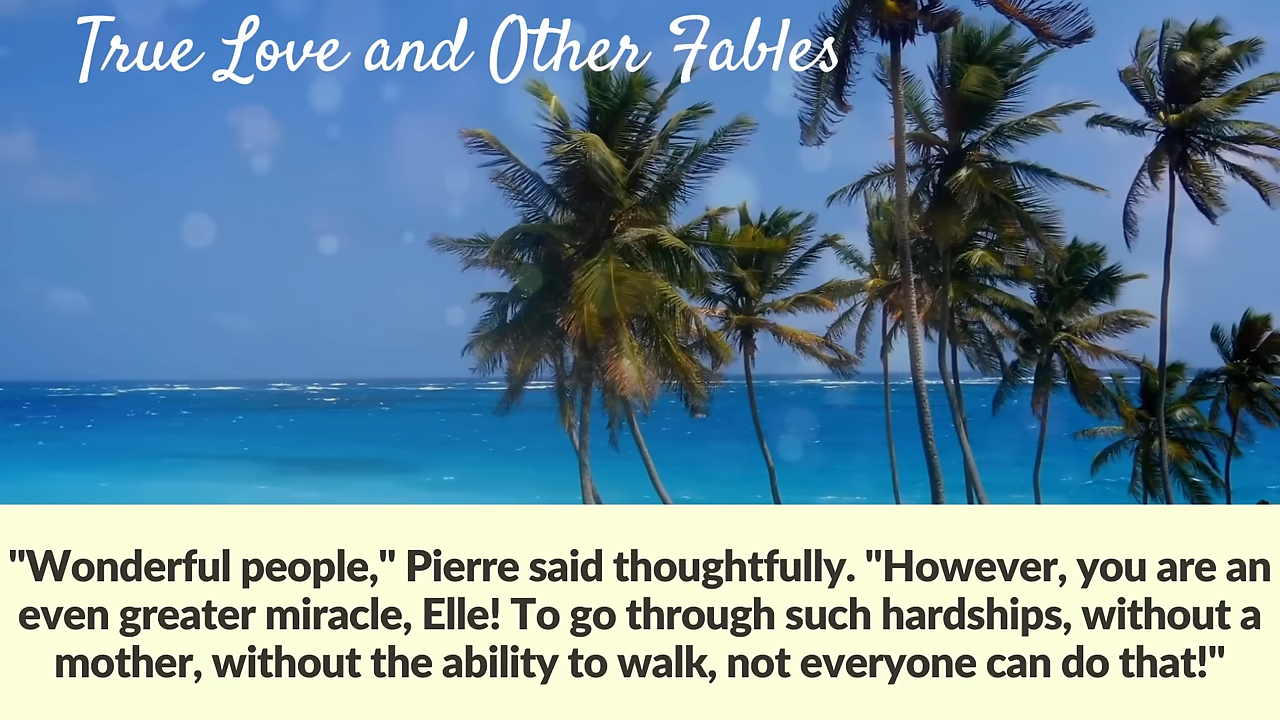 True Love and Other Fables
"Wonderful people," Pierre said thoughtfully. "However, you are an
even greater miracle, Elle! To go through such hardships, without a
mother, without the ability to walk, not everyone can do that!"